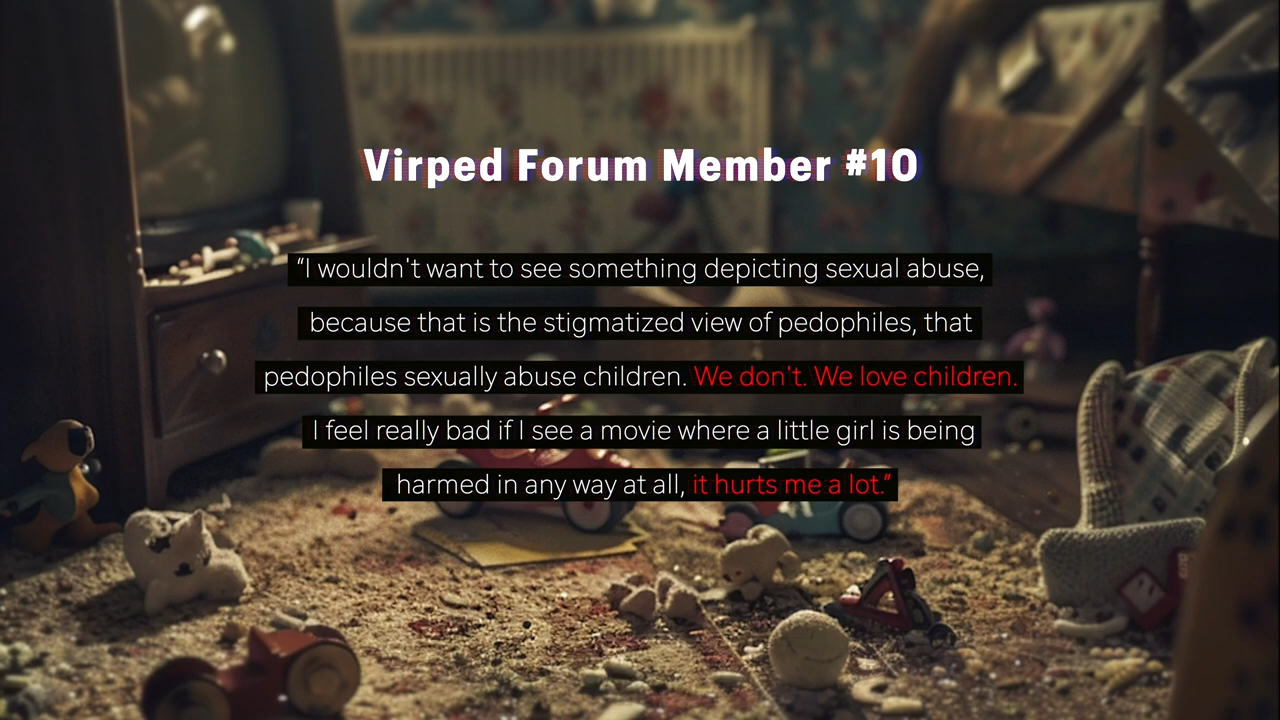 Virped Forum Member #10
“I wouldn't want to see something depicting sexual abuse,
because that is the stigmatized view of pedophiles, that
pedophiles sexually abuse children. We don't. We love children.
I feel really bad if I see a movie where a little girl is being
harmed in any way at all, it hurts me a lot.”